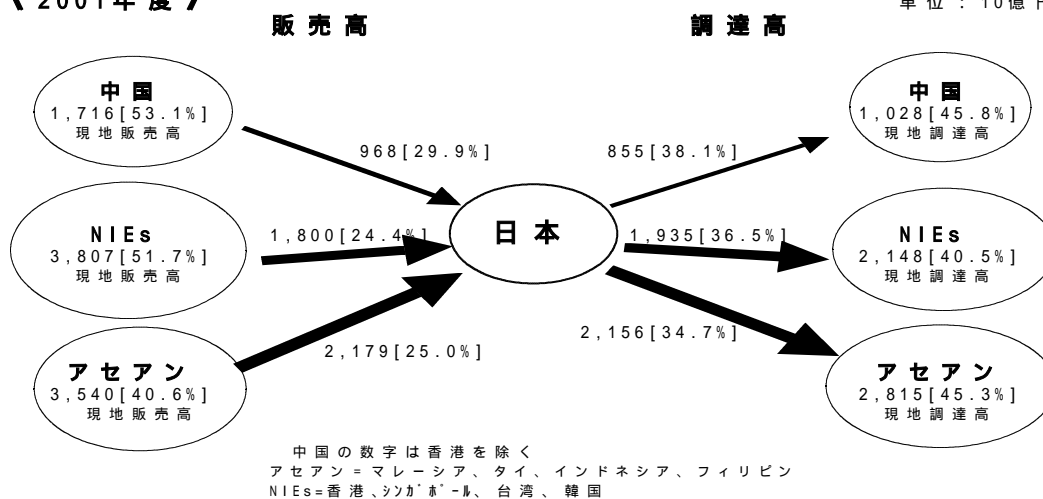 《2001年度》
単位：10億円
販売高
調達高
中国
1,716[53.1%]
現地販売高
968[29.9%]
855[38.1%]
中国
1,028[45.8%]
現地調達高
NIEs
3,807[51.7%]
現地販売高
1,800[24.4%]
日本
1,935[36.5%]
NIEs
2,148[40.5%]
現地調達高
アセアン
3,540[40.6%]
現地販売高
2,179[25.0%]
2,156[34.7%]
アセアン
2,815[45.3%]
現地調達高
中国の数字は香港を除く
アセアン=マレーシア、タイ、インドネシア、フィリピン
NIEs=香港、シンガポール、台湾、韓国